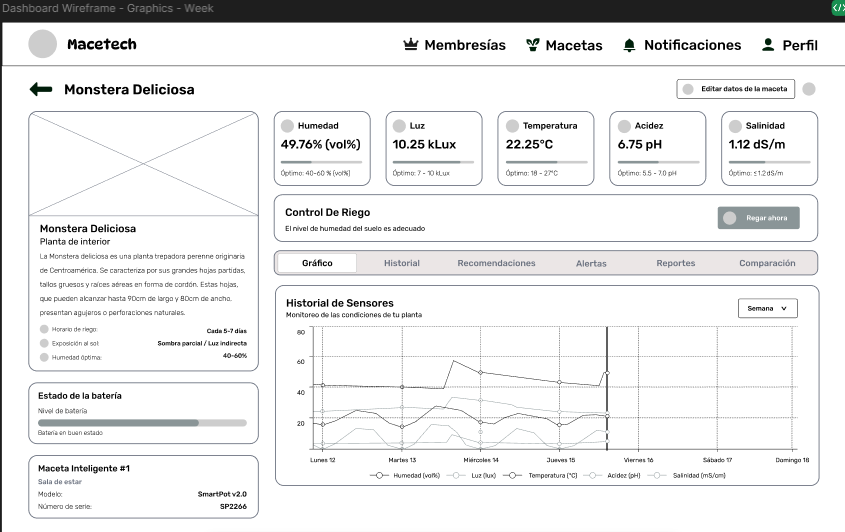 Dashboard Wireframe - Graphics - Week
Macetech
Membresías
Macetas
Notificaciones
Perfil
Monstera Deliciosa
Editar datos de la maceta
Monstera Deliciosa
Planta de interior
La Monstera deliciosa es una planta trepadora perenne originaria
de Centroamérica. Se caracteriza por sus grandes hojas partidas,
tallos gruesos y raíces aéreas en forma de cordón. Estas hojas,
que pueden alcanzar hasta 90cm de largo y 80cm de ancho,
presentan agujeros o perforaciones naturales.
Horario de riego: Cada 5-7 días
Exposición al sol: Sombra parcial / Luz indirecta
Humedad óptima: 40-60%
Estado de la batería
Nivel de batería
Batería en buen estado
Maceta Inteligente #1
Sala de estar
Modelo: SmartPot v2.0
Número de serie: SP2266
Humedad
49.76% (vol%)
Óptimo: 40-60 % (vol%)
Luz
10.25 kLux
Óptimo: 7 - 10 kLux
Temperatura
22.25°C
Óptimo: 18 - 27°C
Acidez
6.75 pH
Óptimo: 5.5 - 7.0 pH
Salinidad
1.12 dS/m
Óptimo: ≤1.2 dS/m
Control De Riego
El nivel de humedad del suelo es adecuado
Regar ahora
Gráfico
Historial
Recomendaciones
Alertas
Reportes
Comparación
Historial de Sensores
Monitoreo de las condiciones de tu planta
Semana
80
60
40
20
Lunes 12
Martes 13
Miércoles 14
Jueves 15
Viernes 16
Sábado 17
Domingo 18
Humedad (vol%)
Luz (lux)
Temperatura (°C)
Acidez (pH)
Salinidad (mS/cm)